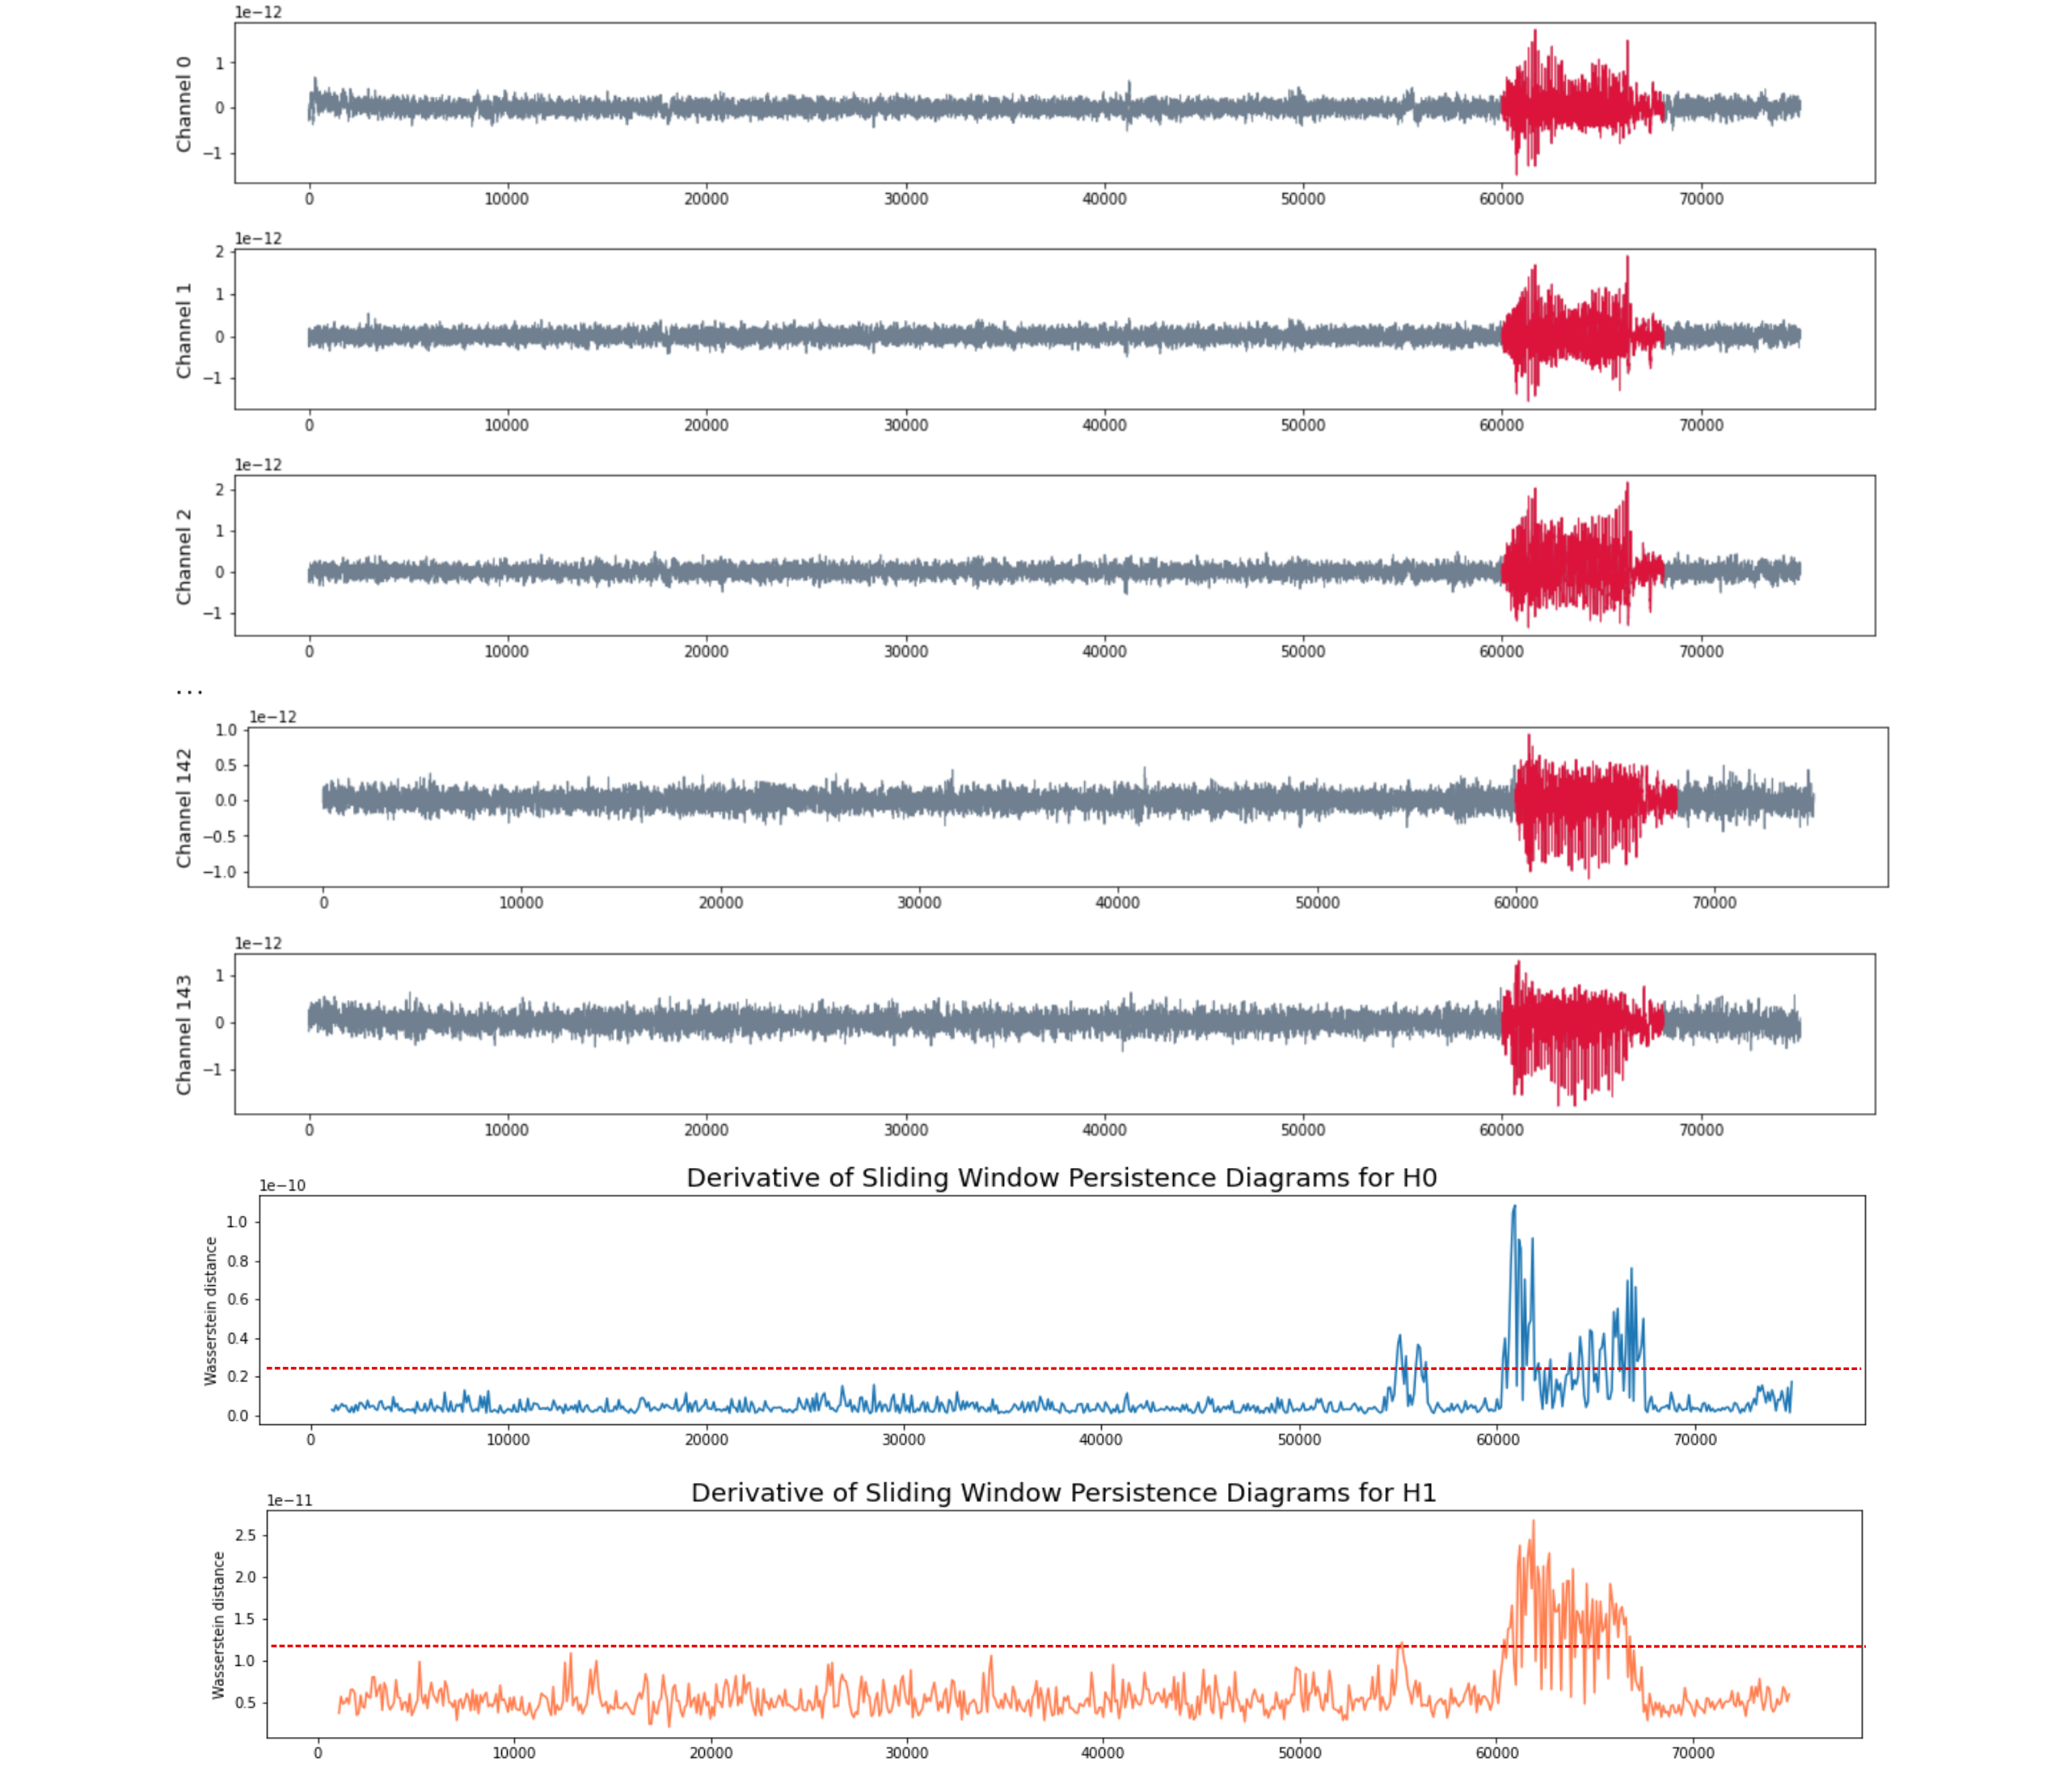 1e−12
Channel 0
1
0
−1
0 10000 20000 30000 40000 50000 60000 70000
1e−12
Channel 1
2
1
0
−1
0 10000 20000 30000 40000 50000 60000 70000
1e−12
Channel 2
2
1
0
−1
0 10000 20000 30000 40000 50000 60000 70000
...
1e−12
Channel 142
1.0
0.5
0.0
−0.5
−1.0
0 10000 20000 30000 40000 50000 60000 70000
1e−12
Channel 143
1
0
−1
0 10000 20000 30000 40000 50000 60000 70000
Derivative of Sliding Window Persistence Diagrams for H0
1e−10
Wasserstein distance
1.0
0.8
0.6
0.4
0.2
0.0
0 10000 20000 30000 40000 50000 60000 70000
Derivative of Sliding Window Persistence Diagrams for H1
1e−11
Wasserstein distance
2.5
2.0
1.5
1.0
0.5
0 10000 20000 30000 40000 50000 60000 70000